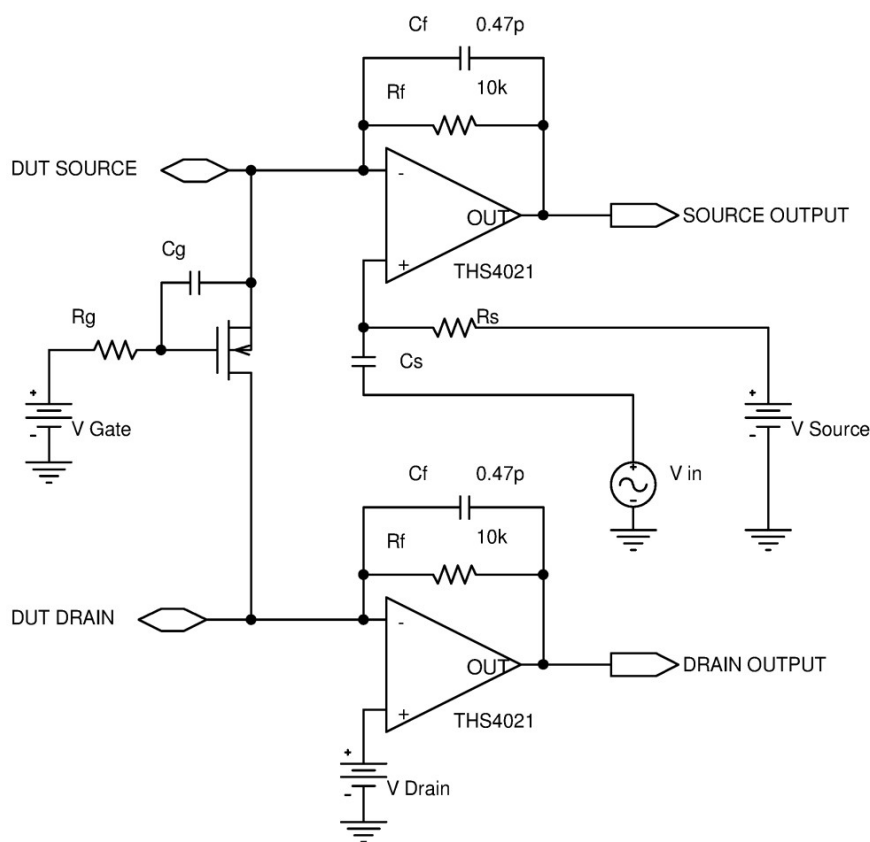 Cf 0.47p
Rf 10k
DUT SOURCE
-
OUT
SOURCE OUTPUT
+
THS4021
Cg
Rg
Rs
Cs
+
-
V Gate
+
-
V Source
+
-
V in
Cf 0.47p
Rf 10k
DUT DRAIN
-
OUT
DRAIN OUTPUT
+
THS4021
+
-
V Drain